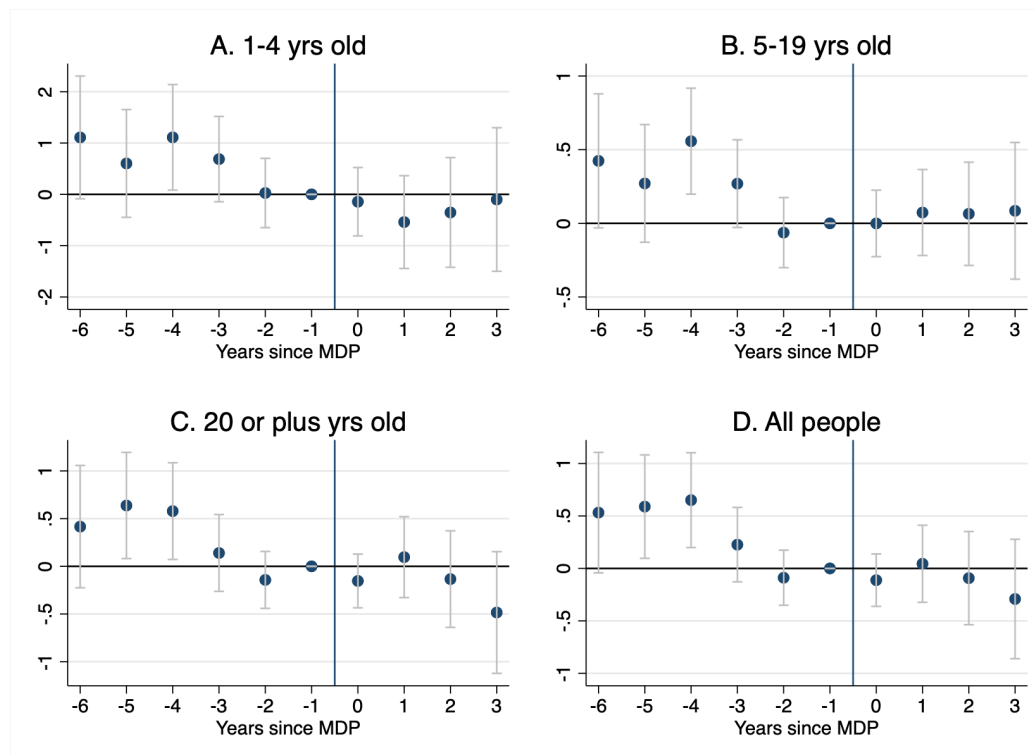 A. 1-4 yrs old
2
1
0
-1
-2
-6 -5 -4 -3 -2 -1 0 1 2 3
Years since MDP
B. 5-19 yrs old
1
.5
0
-.5
-6 -5 -4 -3 -2 -1 0 1 2 3
Years since MDP
C. 20 or plus yrs old
1
.5
0
-.5
-1
-6 -5 -4 -3 -2 -1 0 1 2 3
Years since MDP
D. All people
1
.5
0
-.5
-1
-6 -5 -4 -3 -2 -1 0 1 2 3
Years since MDP